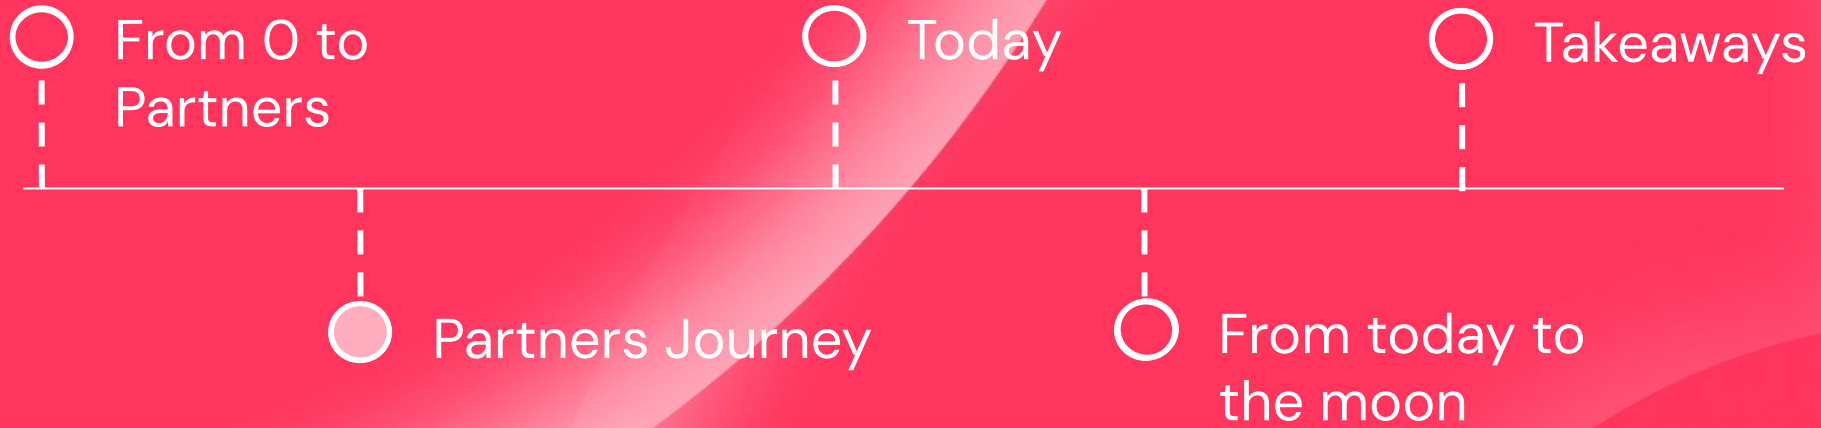 From 0 to
Partners
Partners Journey
Today
From today to
the moon
Takeaways